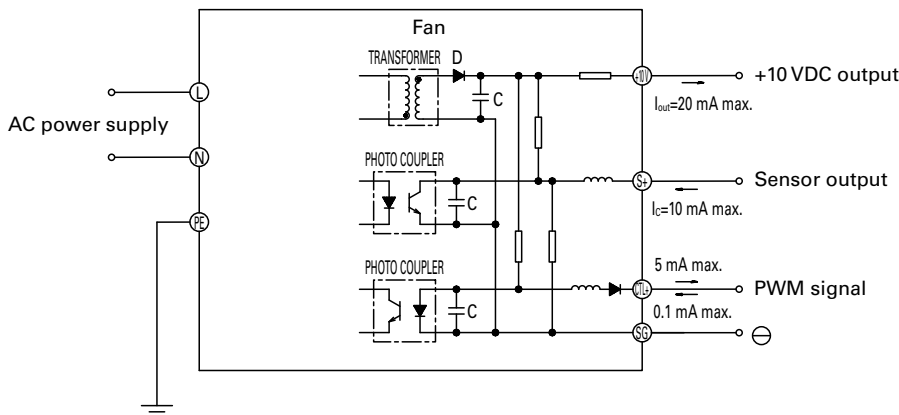 Fan
TRANSFORMER D
+10V
+10 VDC output
C
Iout=20 mA max.
L
AC power supply
N
PHOTO COUPLER
S+
Sensor output
C
Ic=10 mA max.
PE
PHOTO COUPLER
5 mA max.
CTL+
PWM signal
C
0.1 mA max.
SG
⊖